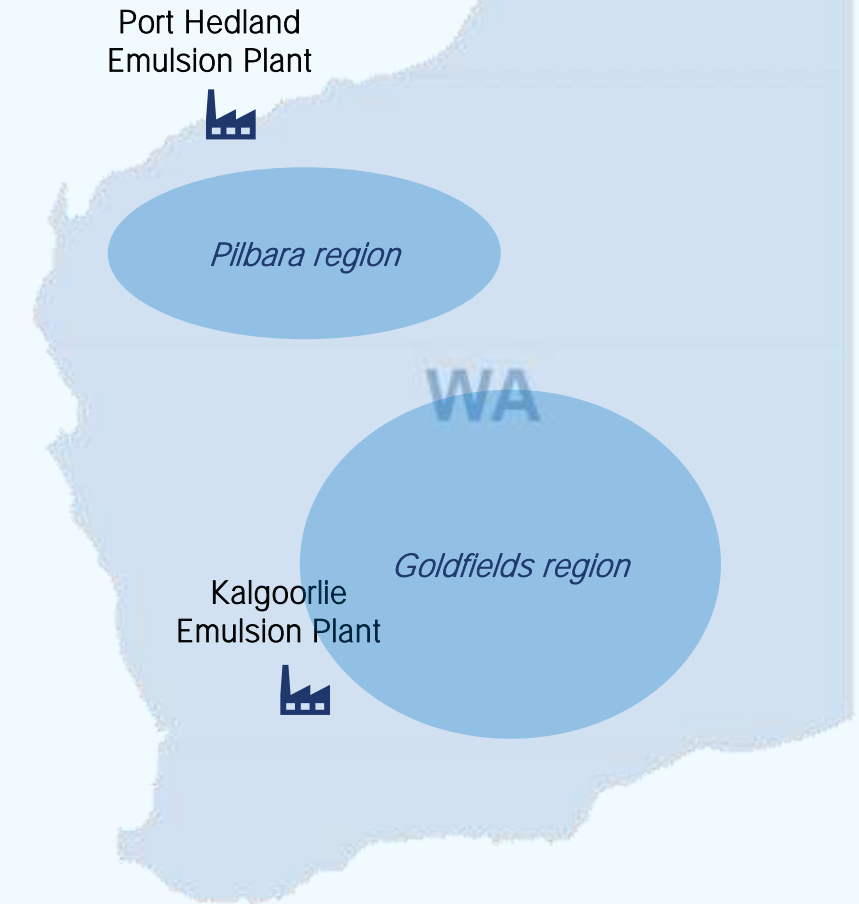 Port Hedland
Emulsion Plant
Pilbara region
WA
Goldfields region
Kalgoorlie
Emulsion Plant